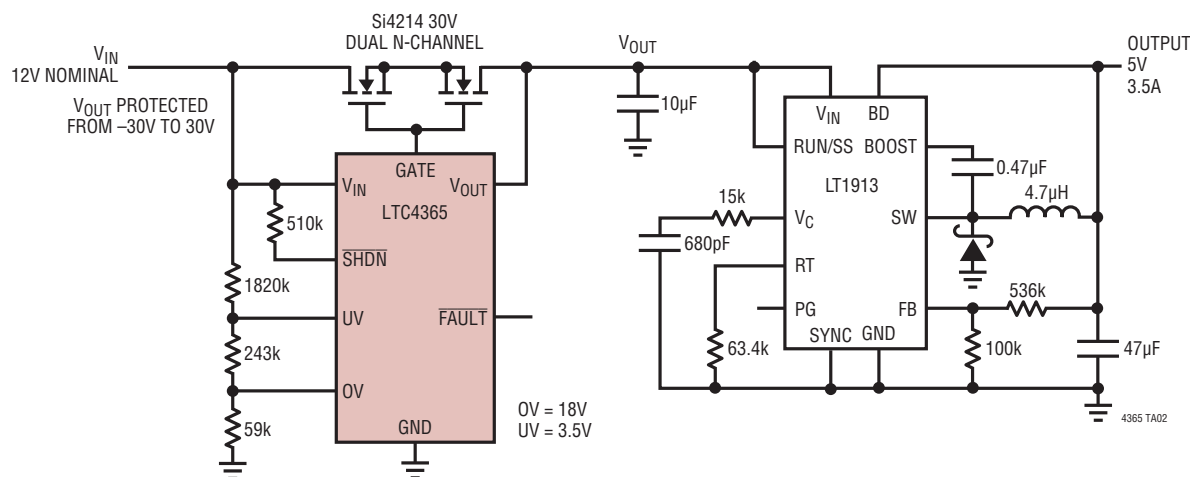 Si4214 30V
DUAL N-CHANNEL
VIN
12V NOMINAL
VOUT PROTECTED
FROM –30V TO 30V
VOUT
OUTPUT
5V
3.5A
10µF
GATE
VIN
VOUT
LTC4365
510k
SHDN
1820k
UV
FAULT
243k
OV
59k
GND
OV = 18V
UV = 3.5V
VIN
BD
RUN/SS
BOOST
LT1913
0.47µF
4.7µH
15k
VC
SW
680pF
RT
536k
PG
FB
SYNC
GND
63.4k
100k
47µF
4365 TA02